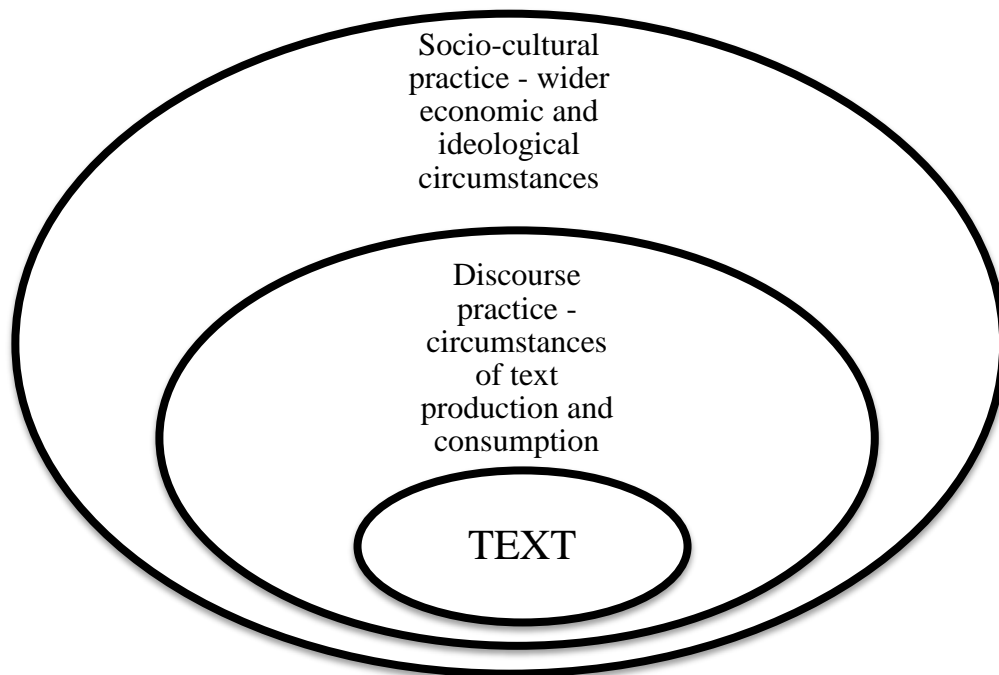 Socio-cultural
practice - wider
economic and
ideological
circumstances
Discourse
practice -
circumstances
of text
production and
consumption
TEXT